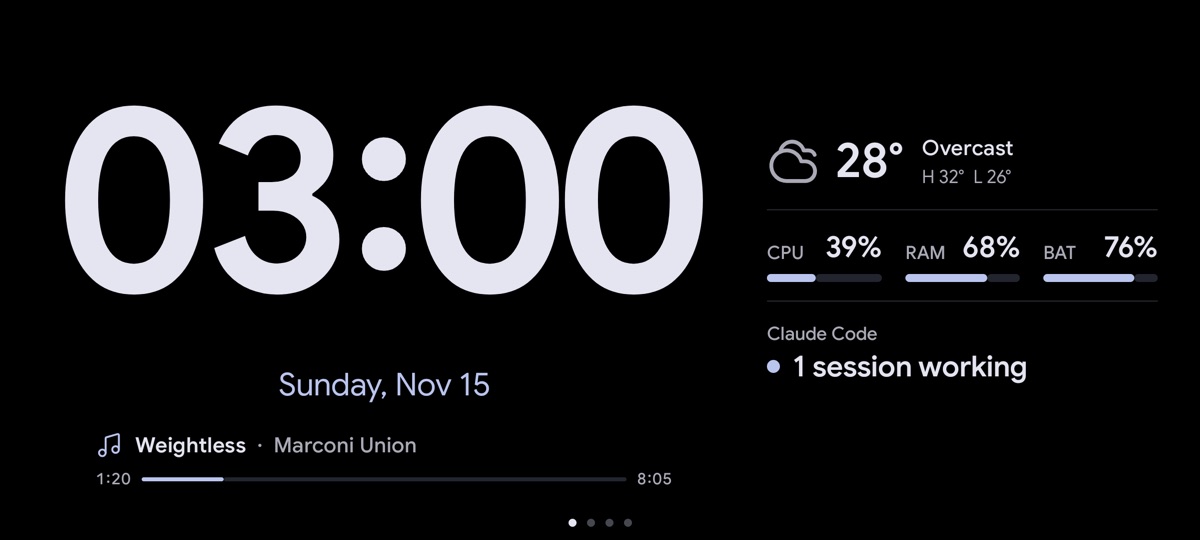 03:00
Sunday, Nov 15
Weightless · Marconi Union
1:20 8:05
28° Overcast
H 32° L 26°
CPU 39% RAM 68% BAT 76%
Claude Code
1 session working